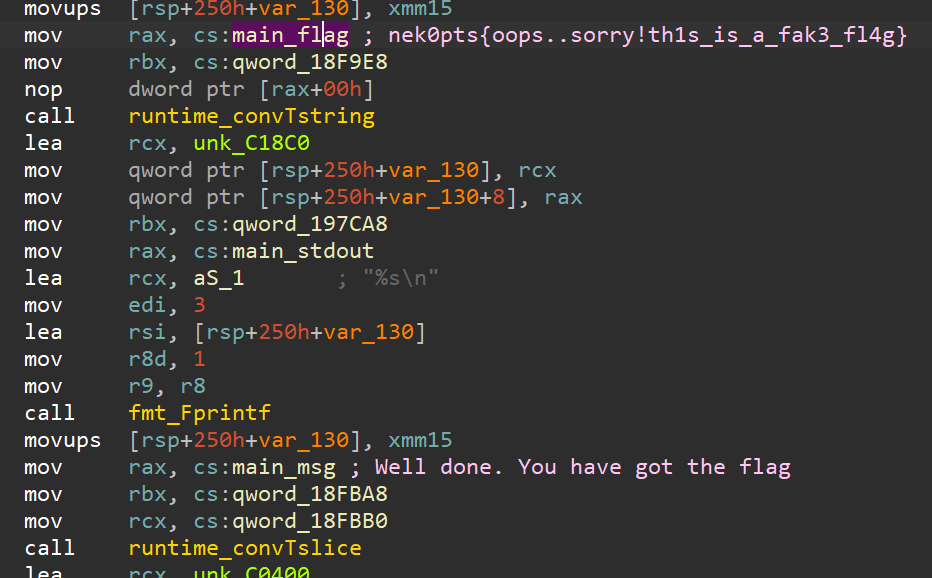 movups [rsp+250h+var_130], xmm15
mov rax, cs:main_flag ; nek0pts{oops..sorry!th1s_is_a_fak3_fl4g}
mov rbx, cs:qword_18F9E8
nop dword ptr [rax+00h]
call runtime_convTstring
lea rcx, unk_C18C0
mov qword ptr [rsp+250h+var_130], rcx
mov qword ptr [rsp+250h+var_130+8], rax
mov rbx, cs:qword_197CA8
mov rax, cs:main_stdout
lea rcx, aS_1 ; "%s\n"
mov edi, 3
lea rsi, [rsp+250h+var_130]
mov r8d, 1
mov r9, r8
call fmt_Fprintf
movups [rsp+250h+var_130], xmm15
mov rax, cs:main_msg ; Well done. You have got the flag
mov rbx, cs:qword_18FBA8
mov rcx, cs:qword_18FBB0
call runtime_convTslice
lea rcx, unk_C0400